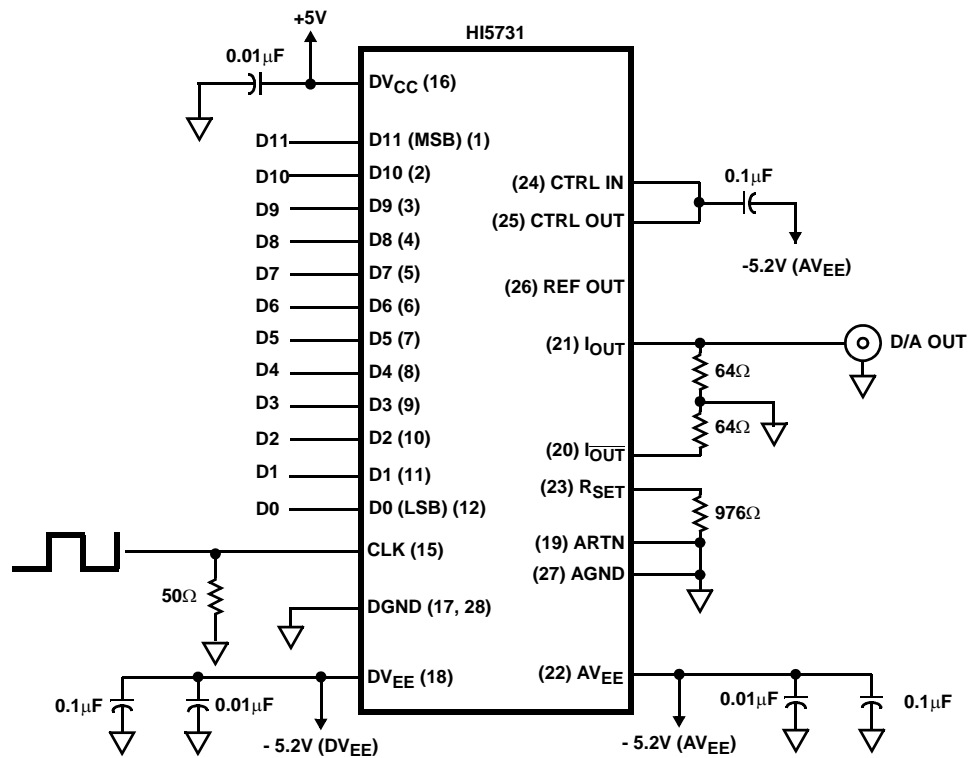 +5V
HI5731
0.01μF
DVCC (16)
D11
D11 (MSB) (1)
D10
D10 (2)
D9
D9 (3)
D8
D8 (4)
D7
D7 (5)
D6
D6 (6)
D5
D5 (7)
D4
D4 (8)
D3
D3 (9)
D2
D2 (10)
D1
D1 (11)
D0
D0 (LSB) (12)
CLK (15)
50Ω
DGND (17, 28)
DVEE (18)
0.1μF
0.01μF
- 5.2V (DVEE)
(24) CTRL IN
0.1μF
(25) CTRL OUT
-5.2V (AVEE)
(26) REF OUT
(21) IOUT
D/A OUT
64Ω
64Ω
(20) IOUT
(23) RSET
976Ω
(19) ARTN
(27) AGND
(22) AVEE
0.01μF
0.1μF
- 5.2V (AVEE)